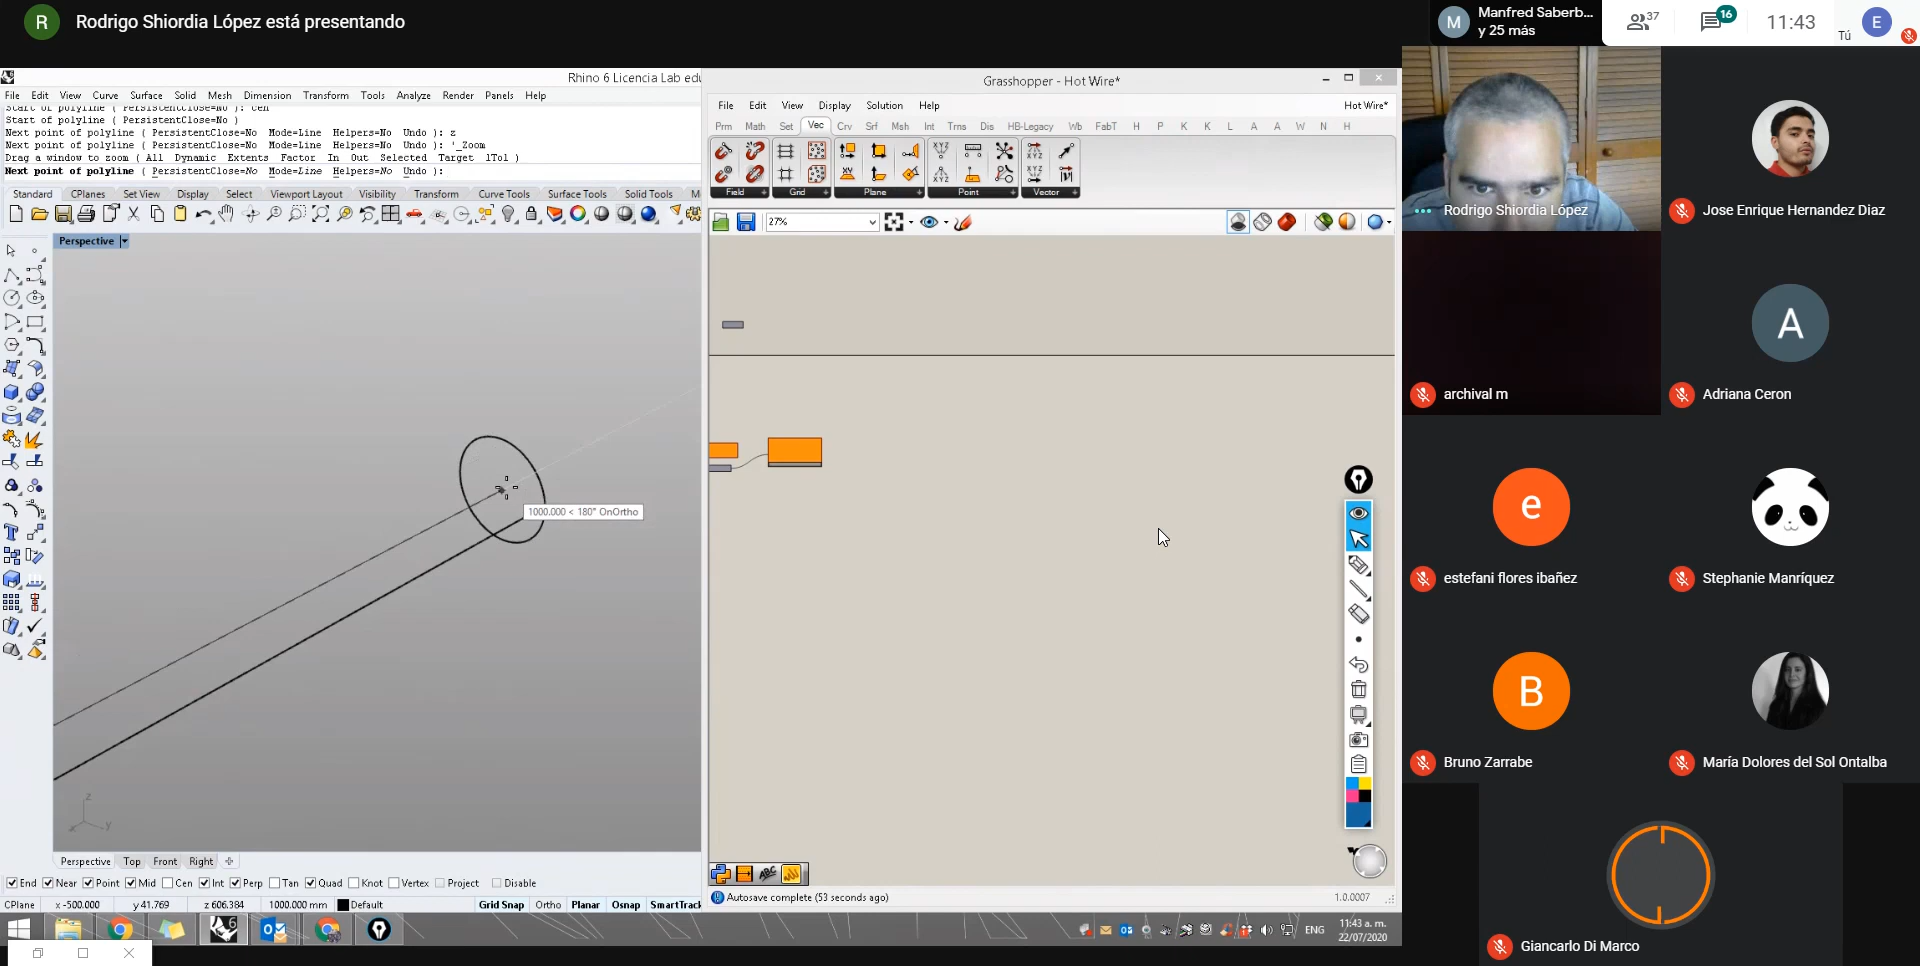 R Rodrigo Shiordia López está presentando
M Manfred Saberb...
y 25 más
37
16
11:43
Tú
E
Rhino 6 Licencia Lab edu
File Edit View Curve Surface Solid Mesh Dimension Transform Tools Analyze Render Panels Help
Start of polyline ( PersistentClose=No ): cen
Start of polyline ( PersistentClose=No )
Next point of polyline ( PersistentClose=No Mode=Line Helpers=No Undo ): z
Next point of polyline ( PersistentClose=No Mode=Line Helpers=No Undo ): '_Zoom
Drag a window to zoom ( All Dynamic Extents Factor In Out Selected Target 1To1 )
Next point of polyline ( PersistentClose=No Mode=Line Helpers=No Undo ):
Standard CPlanes Set View Display Select Viewport Layout Visibility Transform Curve Tools Surface Tools Solid Tools M
Perspective
1000.000 < 180° OnOrtho
z
y
x
Perspective Top Front Right
End Near Point Mid Cen Int Perp Tan Quad Knot Vertex Project Disable
CPlane x -500.000 y 41.769 z 606.384 1000.000 mm Default Grid Snap Ortho Planar Osnap SmartTrack
Grasshopper - Hot Wire*
File Edit View Display Solution Help
Hot Wire*
Prm Math Set Vec Crv Srf Msh Int Trns Dis HB-Legacy Wb FabT H P K K L A A W N H
Field Grid Plane Point Vector
27%
Autosave complete (53 seconds ago)
1.0.0007
ENG
11:43 a. m.
22/07/2020
Rodrigo Shiordia López
Jose Enrique Hernandez Diaz
archival m
A
Adriana Ceron
e
estefani flores ibañez
Stephanie Manríquez
B
Bruno Zarrabe
María Dolores del Sol Ontalba
Giancarlo Di Marco